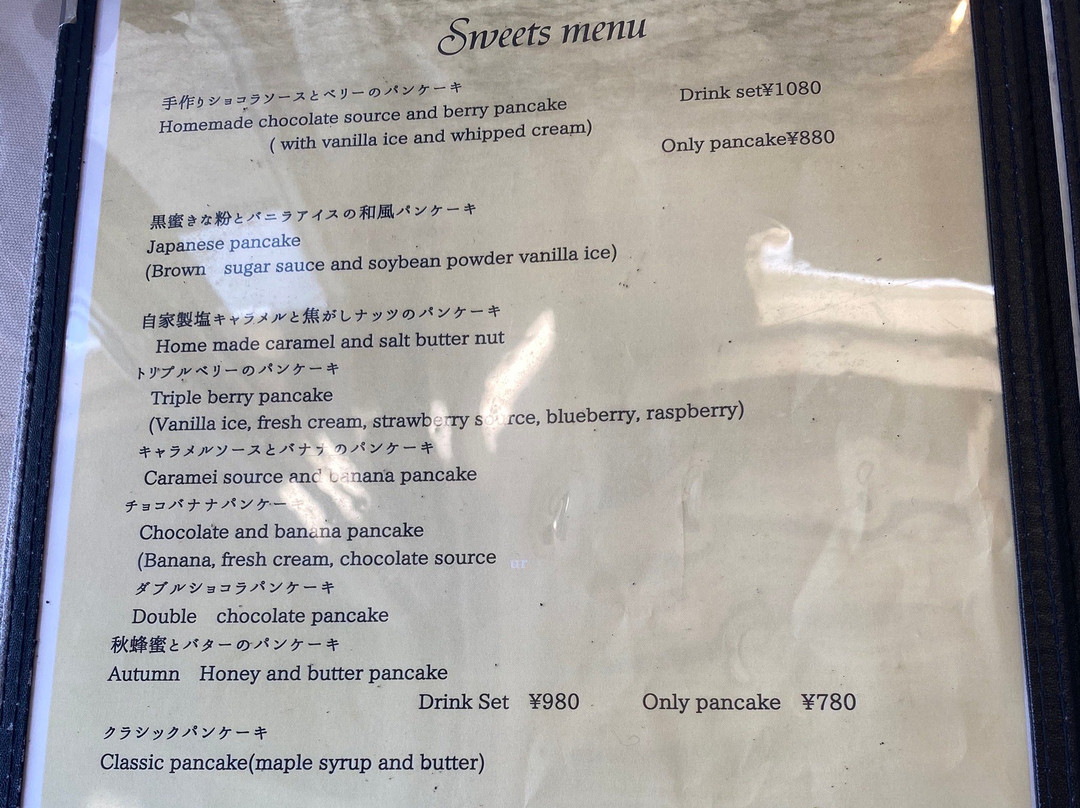 Sweets menu
手作りショコラソースとベリーのパンケーキ
Homemade chocolate source and berry pancake
Drink set¥1080
( with vanilla ice and whipped cream)
Only pancake¥880
黒蜜きな粉とバニラアイスの和風パンケーキ
Japanese pancake
(Brown sugar sauce and soybean powder vanilla ice)
自家製塩キャラメルと焦がしナッツのパンケーキ
Home made caramel and salt butter nut
トリプルベリーのパンケーキ
Triple berry pancake
(Vanilla ice, fresh cream, strawberry source, blueberry, raspberry)
キャラメルソースとバナナのパンケーキ
Caramei source and banana pancake
チョコバナナパンケーキ
Chocolate and banana pancake
(Banana, fresh cream, chocolate source
ダブルショコラパンケーキ
Double chocolate pancake
秋蜂蜜とバターのパンケーキ
Autumn Honey and butter pancake
Drink Set ¥980 Only pancake ¥780
クラシックパンケーキ
Classic pancake(maple syrup and butter)